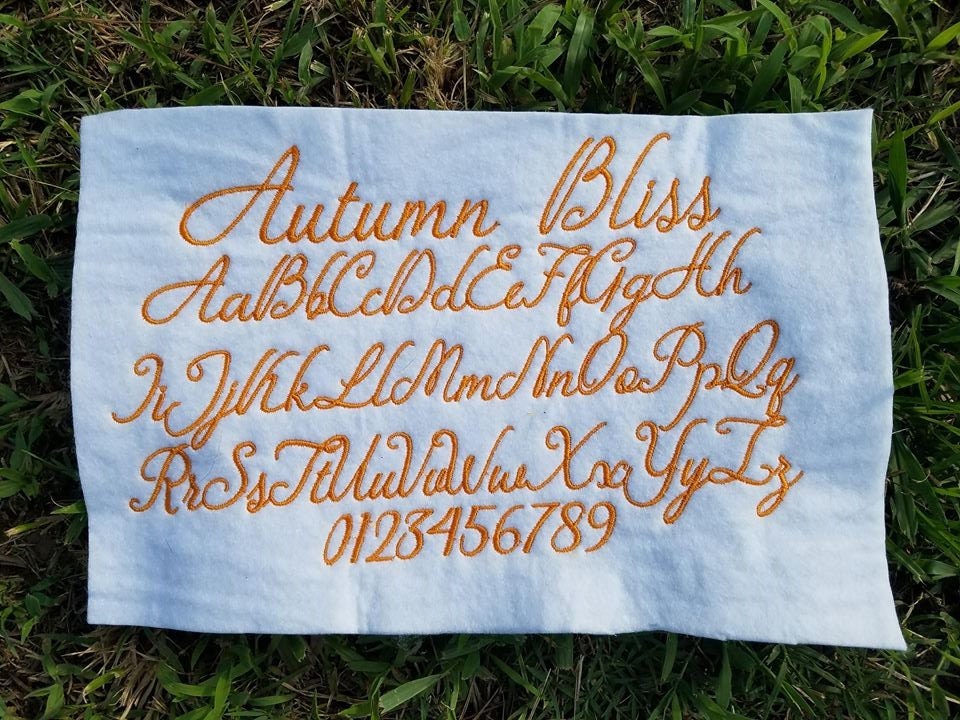 Autumn Bliss
AaBbCcDdEeFfGgHh
IiJjKkLlMmNnOoPpQq
RrSsTtUuVvWwXxYyZz
0123456789